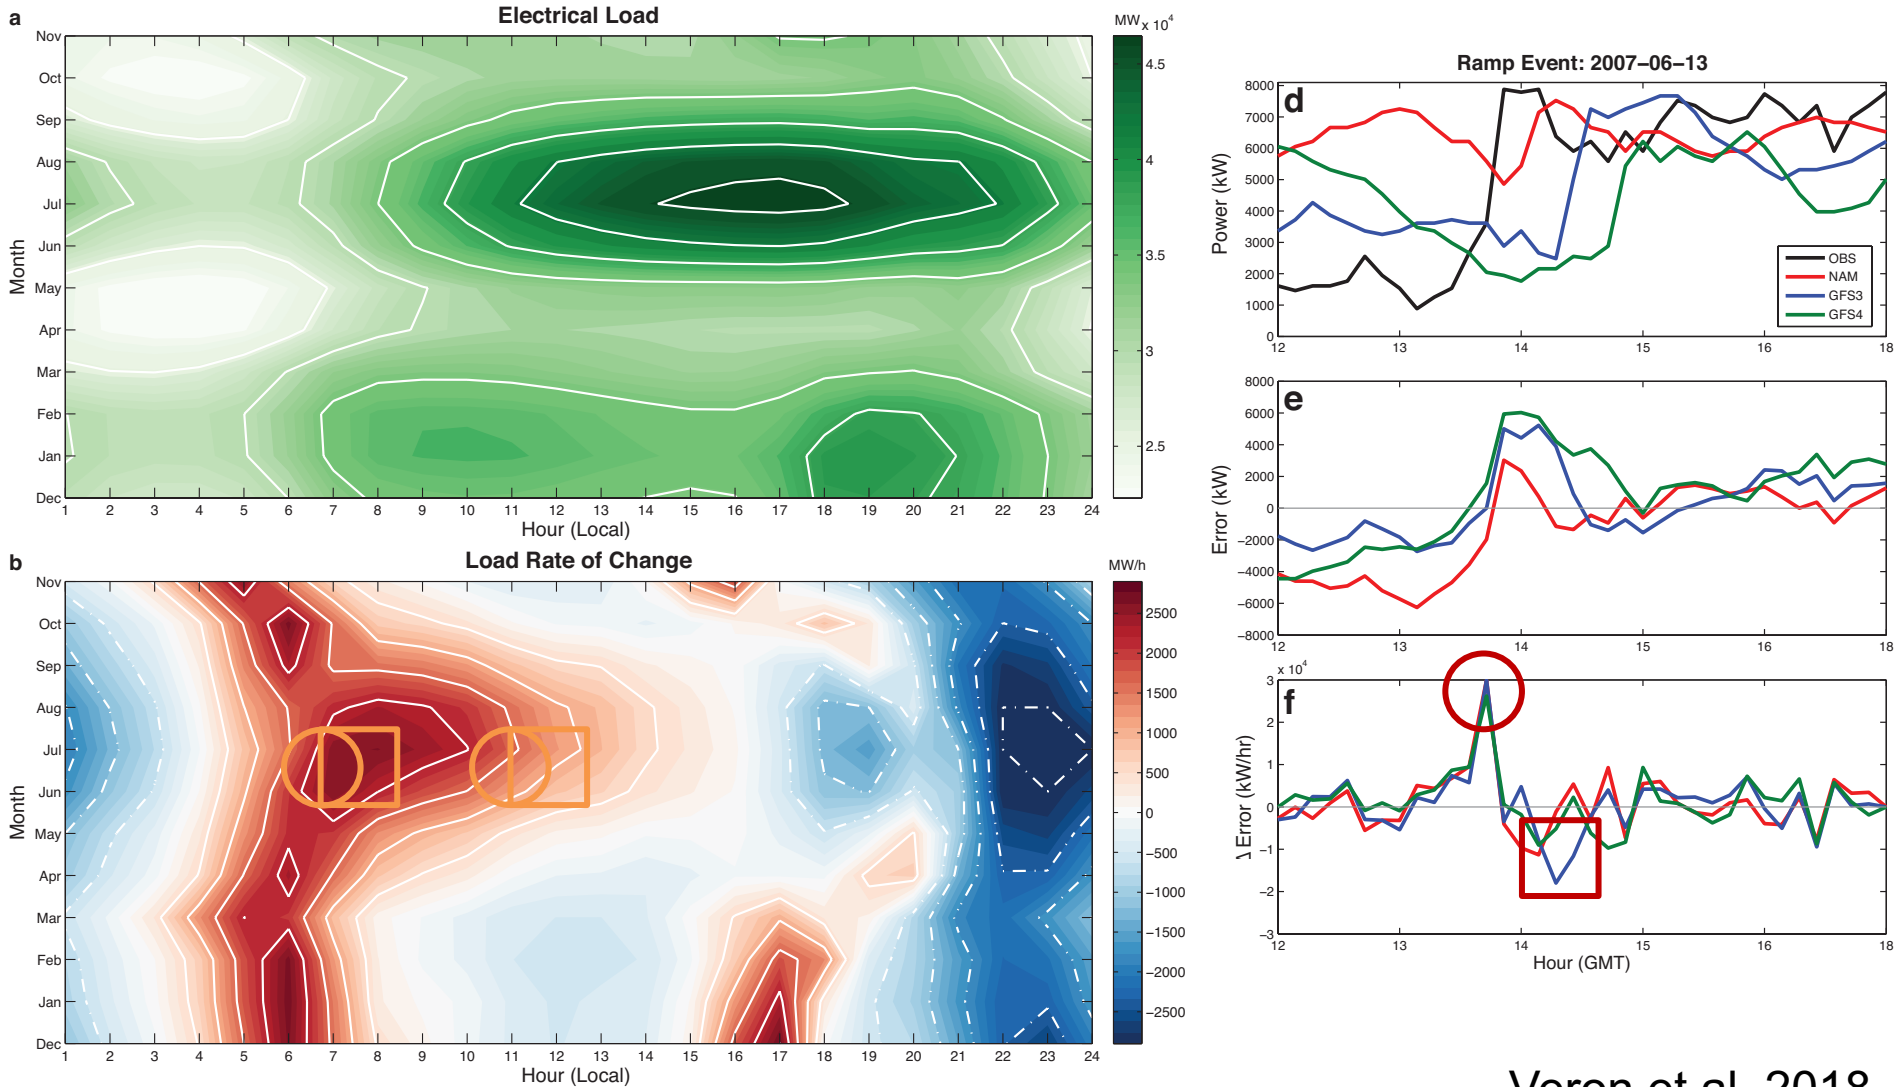 a
Electrical Load
MW x 10⁴
Nov
Oct
Sep
Aug
Jul
Jun
May
Apr
Mar
Feb
Jan
Dec
Month
1 2 3 4 5 6 7 8 9 10 11 12 13 14 15 16 17 18 19 20 21 22 23 24
Hour (Local)
4.5
4
3.5
3
2.5
b
Load Rate of Change
MW/h
Nov
Oct
Sep
Aug
Jul
Jun
May
Apr
Mar
Feb
Jan
Dec
Month
1 2 3 4 5 6 7 8 9 10 11 12 13 14 15 16 17 18 19 20 21 22 23 24
Hour (Local)
2500
2000
1500
1000
500
0
−500
−1000
−1500
−2000
−2500
Ramp Event: 2007−06−13
d
8000
7000
6000
5000
4000
3000
2000
1000
0
Power (kW)
OBS
NAM
GFS3
GFS4
12 13 14 15 16 17 18
e
8000
6000
4000
2000
0
−2000
−4000
−6000
−8000
Error (kW)
12 13 14 15 16 17 18
x 10⁴
f
3
2
1
0
−1
−2
−3
Δ Error (kW/hr)
12 13 14 15 16 17 18
Hour (GMT)
Veron et al. 2018